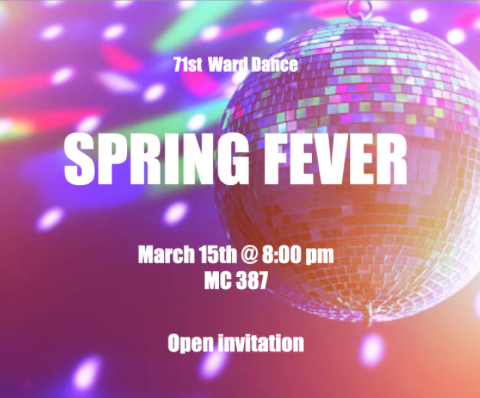 71st Ward Dance
SPRING FEVER
March 15th @ 8:00 pm
MC 387
Open invitation